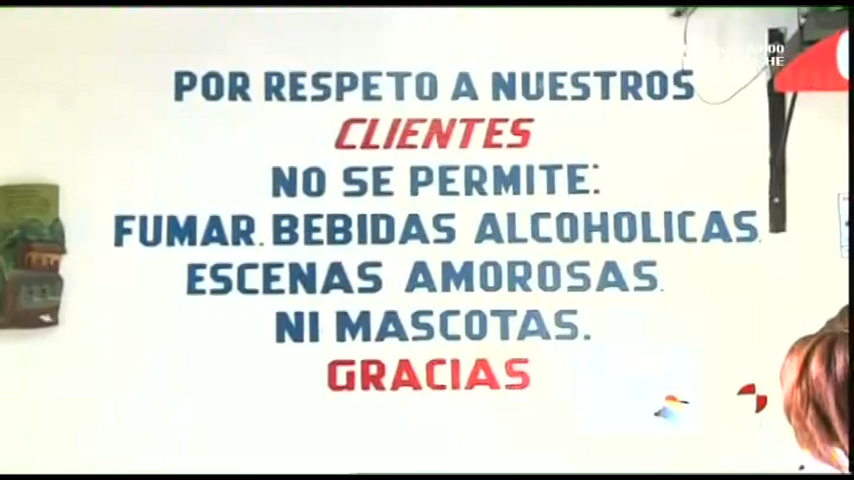 POR RESPETO A NUESTROS
CLIENTES
NO SE PERMITE:
FUMAR. BEBIDAS ALCOHOLICAS.
ESCENAS AMOROSAS.
NI MASCOTAS.
GRACIAS